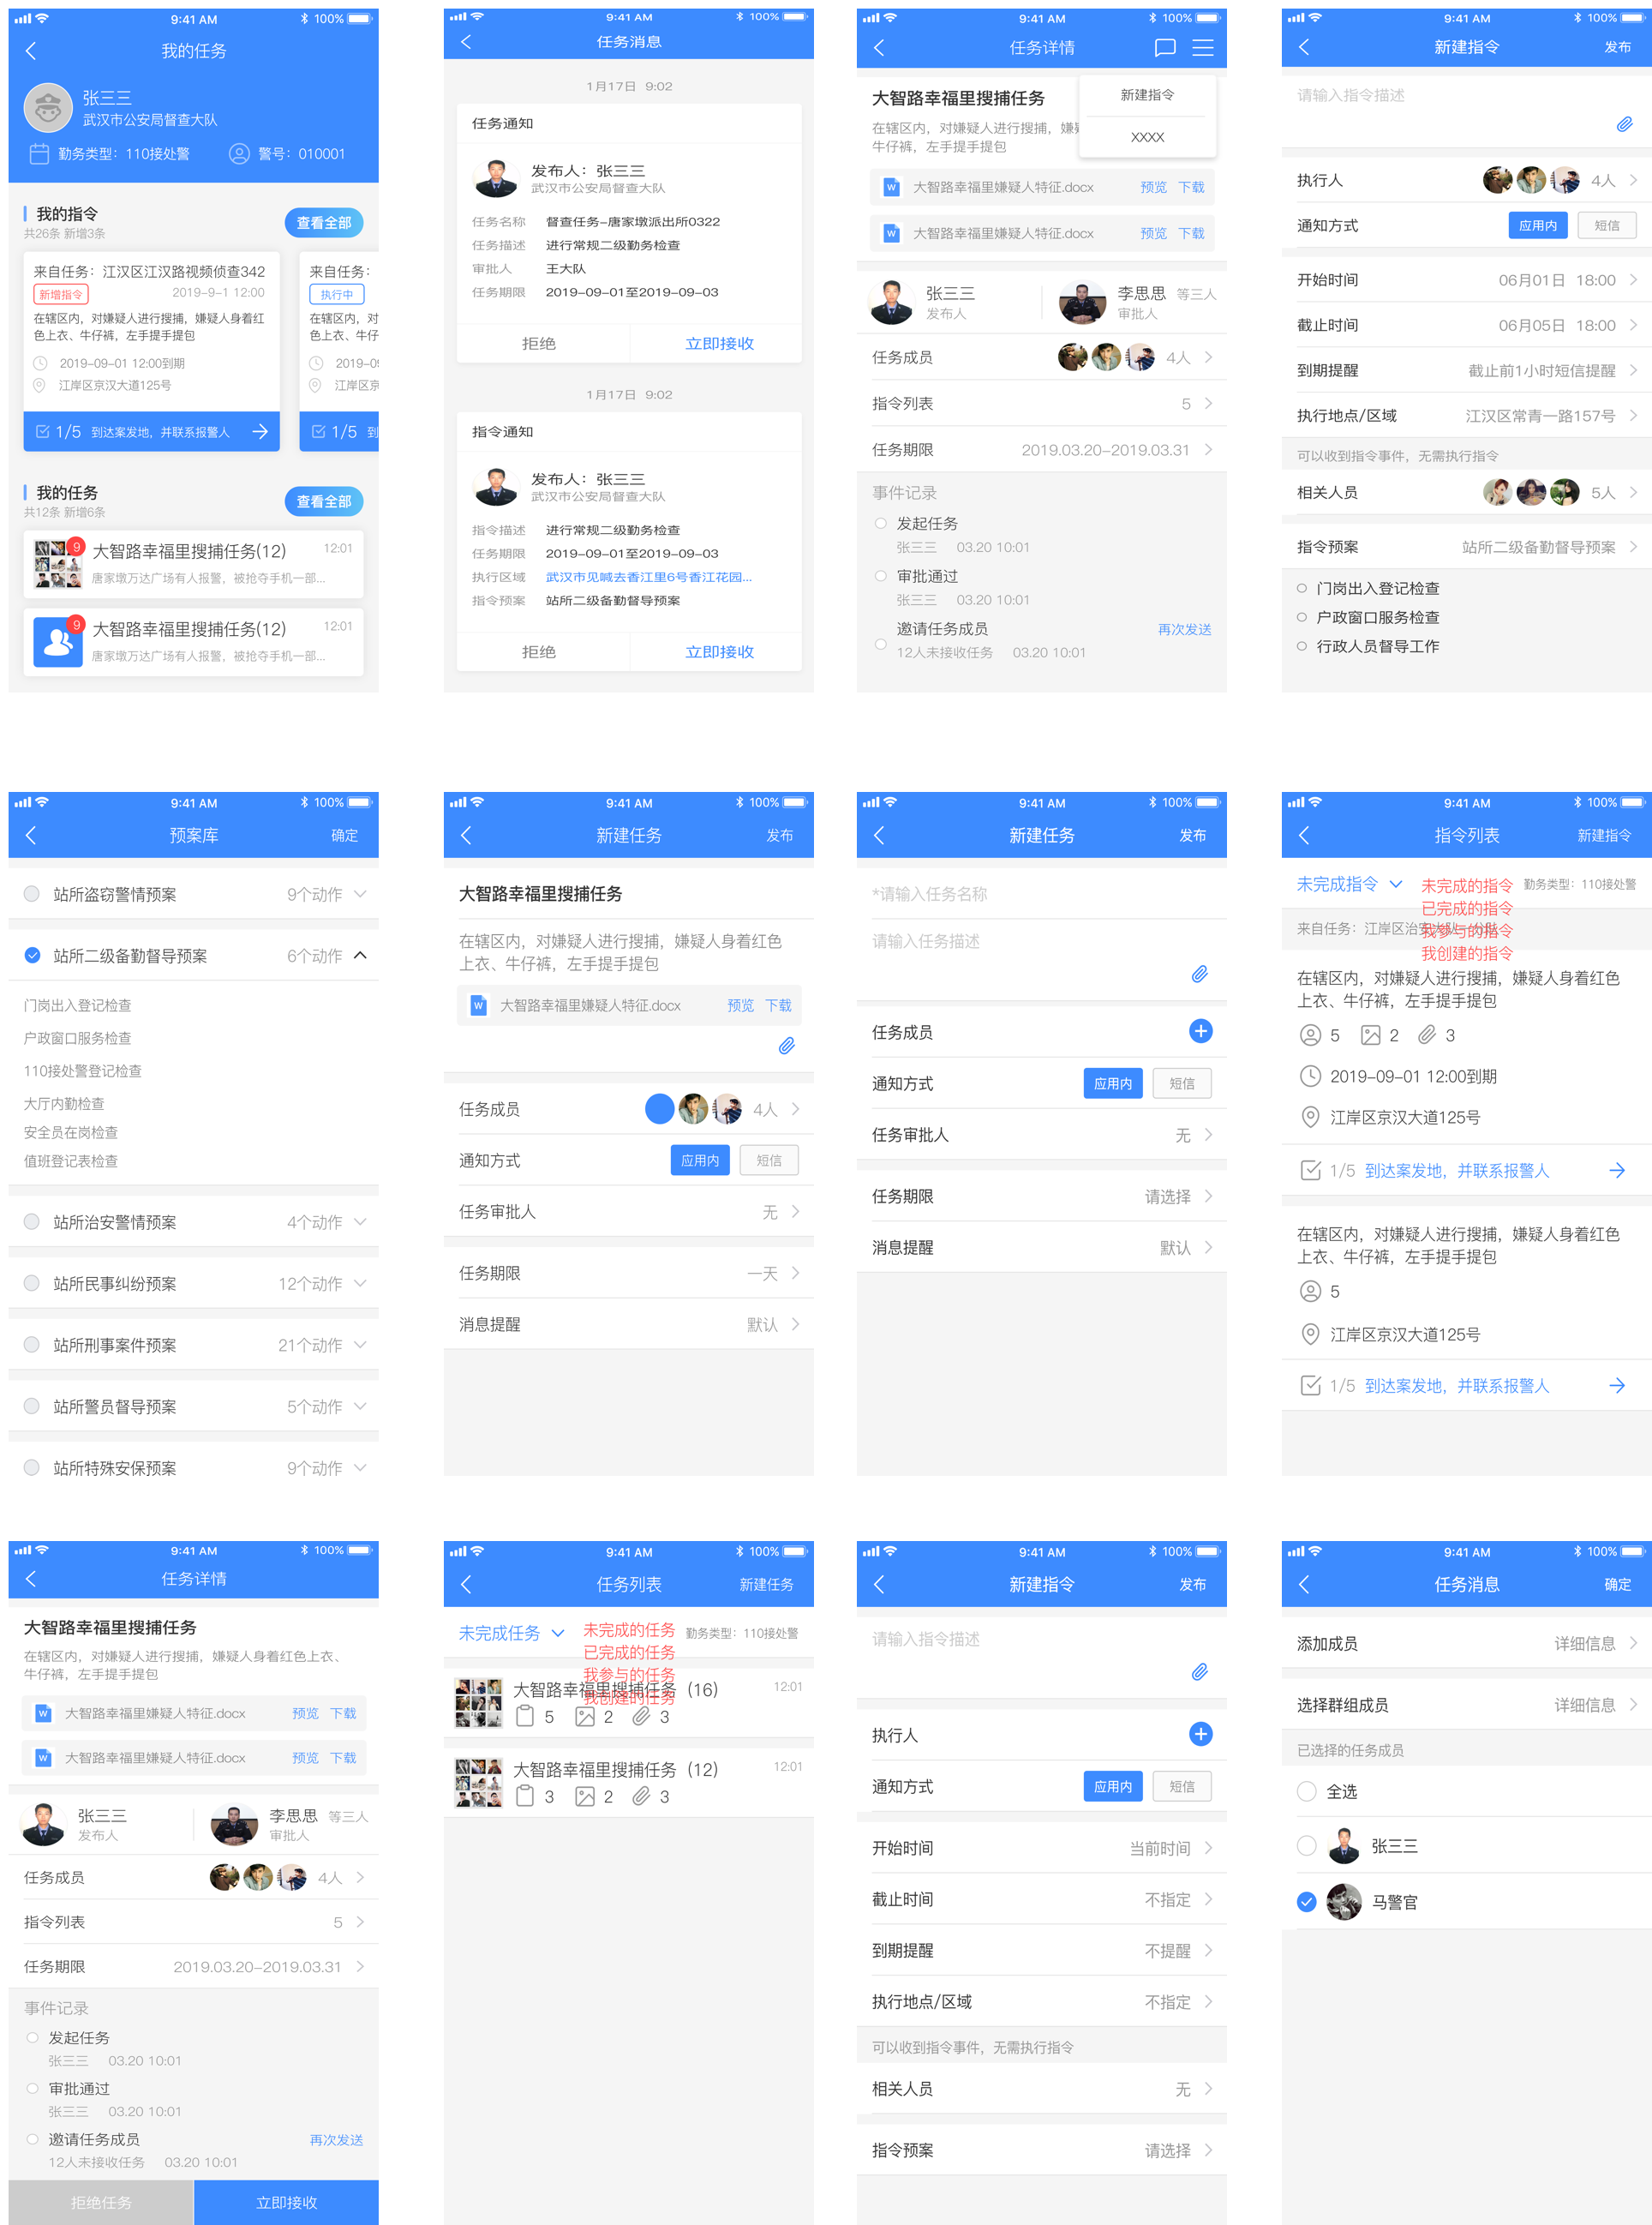 9:41 AM
100%
我的任务
张三三
武汉市公安局督查大队
勤务类型：110接处警
警号：010001
我的指令
共26条 新增3条
查看全部
来自任务：江汉区江汉路视频侦查342
新增指令
2019-9-1 12:00
在辖区内，对嫌疑人进行搜捕，嫌疑人身着红
色上衣、牛仔裤，左手提手提包
2019-09-01 12:00到期
江岸区京汉大道125号
1/5 到达案发地，并联系报警人
来自任务：
执行中
在辖区内，对
色上衣、牛仔
2019-09
江岸区京
1/5 到
我的任务
共12条 新增6条
查看全部
9
大智路幸福里搜捕任务(12)
12:01
唐家墩万达广场有人报警，被抢夺手机一部...
9
大智路幸福里搜捕任务(12)
12:01
唐家墩万达广场有人报警，被抢夺手机一部...
9:41 AM
100%
任务消息
1月17日 9:02
任务通知
发布人：张三三
武汉市公安局督查大队
任务名称 督查任务-唐家墩派出所0322
任务描述 进行常规二级勤务检查
审批人 王大队
任务期限 2019-09-01至2019-09-03
拒绝 立即接收
1月17日 9:02
指令通知
发布人：张三三
武汉市公安局督查大队
指令描述 进行常规二级勤务检查
任务期限 2019-09-01至2019-09-03
执行区域 武汉市见喊去香江里6号香江花园...
指令预案 站所二级备勤督导预案
拒绝 立即接收
9:41 AM
100%
任务详情
新建指令
XXXX
大智路幸福里搜捕任务
在辖区内，对嫌疑人进行搜捕，嫌
牛仔裤，左手提手提包
W 大智路幸福里嫌疑人特征.docx 预览 下载
W 大智路幸福里嫌疑人特征.docx 预览 下载
张三三
发布人
李思思 等三人
审批人
任务成员 4人
指令列表 5
任务期限 2019.03.20-2019.03.31
事件记录
发起任务
张三三 03.20 10:01
审批通过
张三三 03.20 10:01
邀请任务成员 再次发送
12人未接收任务 03.20 10:01
9:41 AM
100%
新建指令 发布
请输入指令描述
执行人 4人
通知方式 应用内 短信
开始时间 06月01日 18:00
截止时间 06月05日 18:00
到期提醒 截止前1小时短信提醒
执行地点/区域 江汉区常青一路157号
可以收到指令事件，无需执行指令
相关人员 5人
指令预案 站所二级备勤督导预案
门岗出入登记检查
户政窗口服务检查
行政人员督导工作
9:41 AM
100%
预案库 确定
站所盗窃警情预案 9个动作
站所二级备勤督导预案 6个动作
门岗出入登记检查
户政窗口服务检查
110接处警登记检查
大厅内勤检查
安全员在岗检查
值班登记表检查
站所治安警情预案 4个动作
站所民事纠纷预案 12个动作
站所刑事案件预案 21个动作
站所警员督导预案 5个动作
站所特殊安保预案 9个动作
9:41 AM
100%
新建任务 发布
大智路幸福里搜捕任务
在辖区内，对嫌疑人进行搜捕，嫌疑人身着红色
上衣、牛仔裤，左手提手提包
W 大智路幸福里嫌疑人特征.docx 预览 下载
任务成员 4人
通知方式 应用内 短信
任务审批人 无
任务期限 一天
消息提醒 默认
9:41 AM
100%
新建任务 发布
*请输入任务名称
请输入任务描述
任务成员
通知方式 应用内 短信
任务审批人 无
任务期限 请选择
消息提醒 默认
9:41 AM
100%
指令列表 新建指令
未完成指令
未完成的指令
已完成的指令
我参与的指令
我创建的指令
勤务类型：110接处警
来自任务：江岸区治安
在辖区内，对嫌疑人进行搜捕，嫌疑人身着红色
上衣、牛仔裤，左手提手提包
5 2 3
2019-09-01 12:00到期
江岸区京汉大道125号
1/5 到达案发地，并联系报警人
在辖区内，对嫌疑人进行搜捕，嫌疑人身着红色
上衣、牛仔裤，左手提手提包
5
江岸区京汉大道125号
1/5 到达案发地，并联系报警人
9:41 AM
100%
任务详情
大智路幸福里搜捕任务
在辖区内，对嫌疑人进行搜捕，嫌疑人身着红色上衣、
牛仔裤，左手提手提包
W 大智路幸福里嫌疑人特征.docx 预览 下载
W 大智路幸福里嫌疑人特征.docx 预览 下载
张三三
发布人
李思思 等三人
审批人
任务成员 4人
指令列表 5
任务期限 2019.03.20-2019.03.31
事件记录
发起任务
张三三 03.20 10:01
审批通过
张三三 03.20 10:01
邀请任务成员 再次发送
12人未接收任务 03.20 10:01
拒绝任务 立即接收
9:41 AM
100%
任务列表 新建任务
未完成任务
未完成的任务
已完成的任务
我参与的任务
我创建的任务
勤务类型：110接处警
大智路幸福里搜捕任务（16）
12:01
5 2 3
大智路幸福里搜捕任务（12）
12:01
3 2 3
9:41 AM
100%
新建指令 发布
请输入指令描述
执行人
通知方式 应用内 短信
开始时间 当前时间
截止时间 不指定
到期提醒 不提醒
执行地点/区域 不指定
可以收到指令事件，无需执行指令
相关人员 无
指令预案 请选择
9:41 AM
100%
任务消息 确定
添加成员 详细信息
选择群组成员 详细信息
已选择的任务成员
全选
张三三
马警官